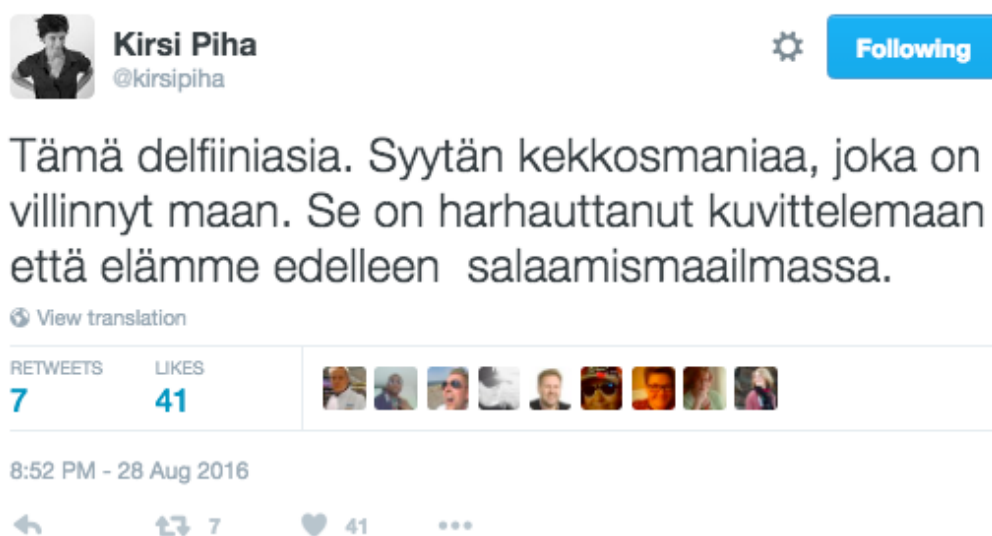 Kirsi Piha
Following
@kirsipiha
Tämä delfiiniasia. Syytän kekkosmaniaa, joka on
villinnyt maan. Se on harhauttanut kuvittelemaan
että elämme edelleen  salaamismaailmassa.
View translation
RETWEETS LIKES
7 41
8:52 PM - 28 Aug 2016
7 41